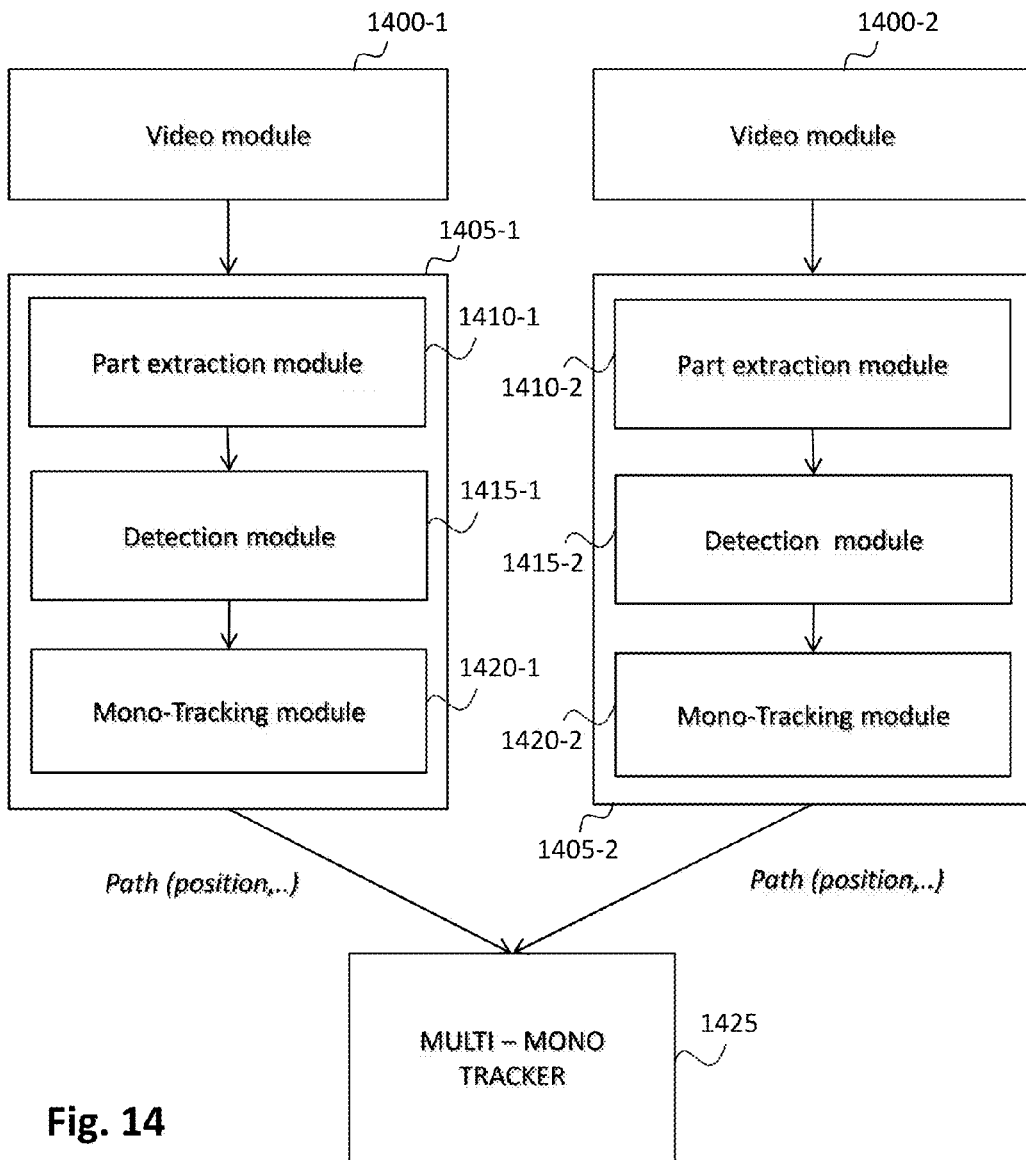 1400-1
1400-2
Video module
Video module
1405-1
1410-1
Part extraction module
Part extraction module
1410-2
1415-1
Detection module
Detection module
1415-2
1420-1
Mono-Tracking module
Mono-Tracking module
1420-2
1405-2
Path (position,..)
Path (position,..)
MULTI – MONO
TRACKER
1425
Fig. 14